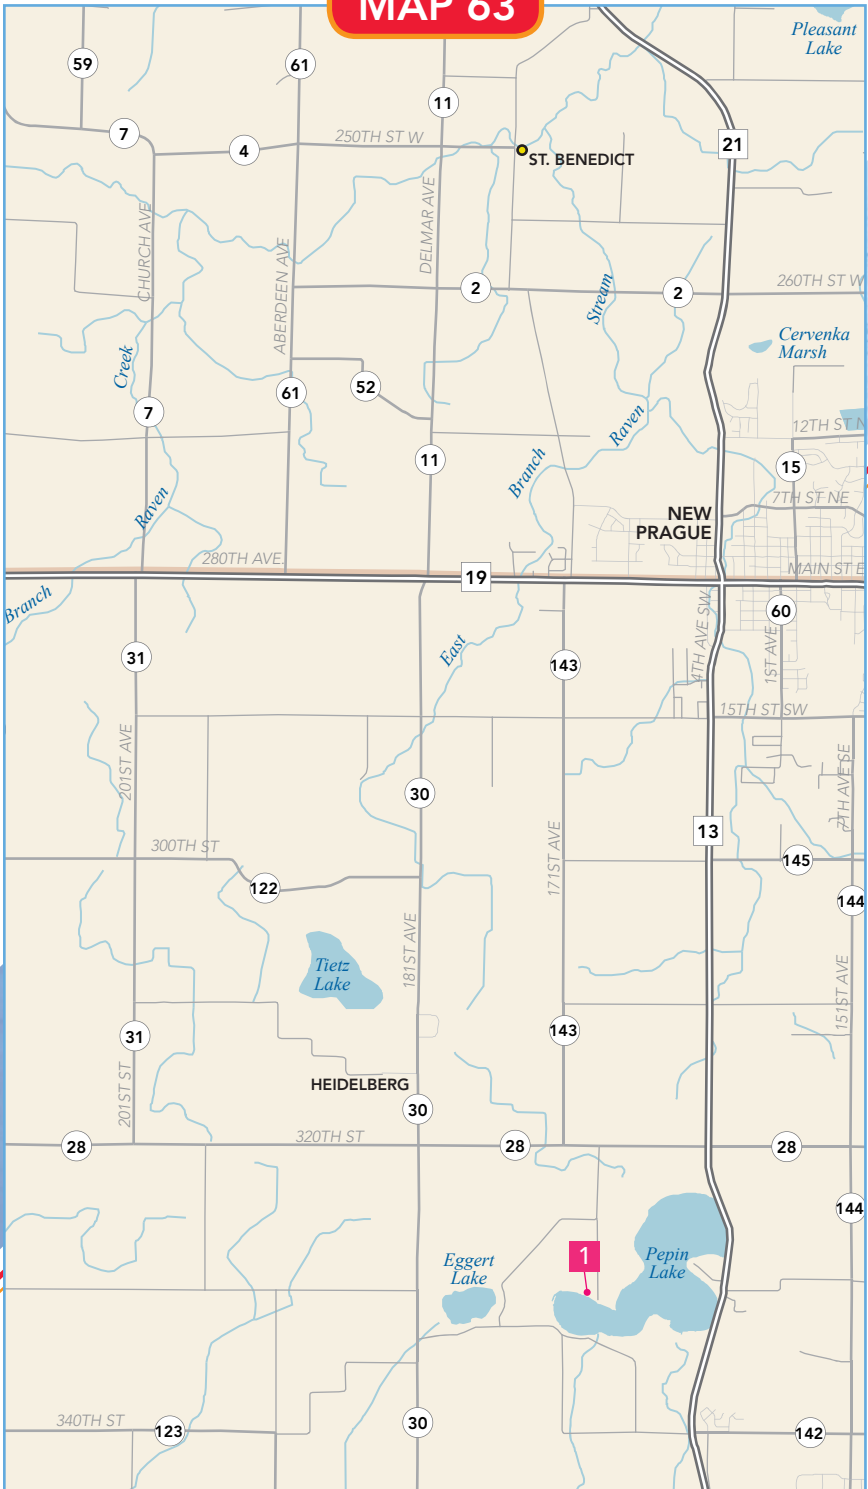 MAP 63
Pleasant
Lake
59
61
11
7
4
250TH ST W
21
ST. BENEDICT
CHURCH AVE
DELMAR AVE
ABERDEEN AVE
2
Stream
2
260TH ST W
Cervenka
Marsh
Creek
52
61
7
Raven
12TH ST N
11
Branch
15
Raven
7TH ST NE
NEW
PRAGUE
280TH AVE
MAIN ST E
19
Branch
60
4TH AVE SW
1ST AVE
East
31
143
15TH ST SW
201ST AVE
7TH AVE SE
30
13
300TH ST
171ST AVE
145
122
144
181ST AVE
Tietz
Lake
151ST AVE
31
143
201ST ST
HEIDELBERG
30
320TH ST
28
28
28
144
1
Eggert
Lake
Pepin
Lake
340TH ST
123
30
142